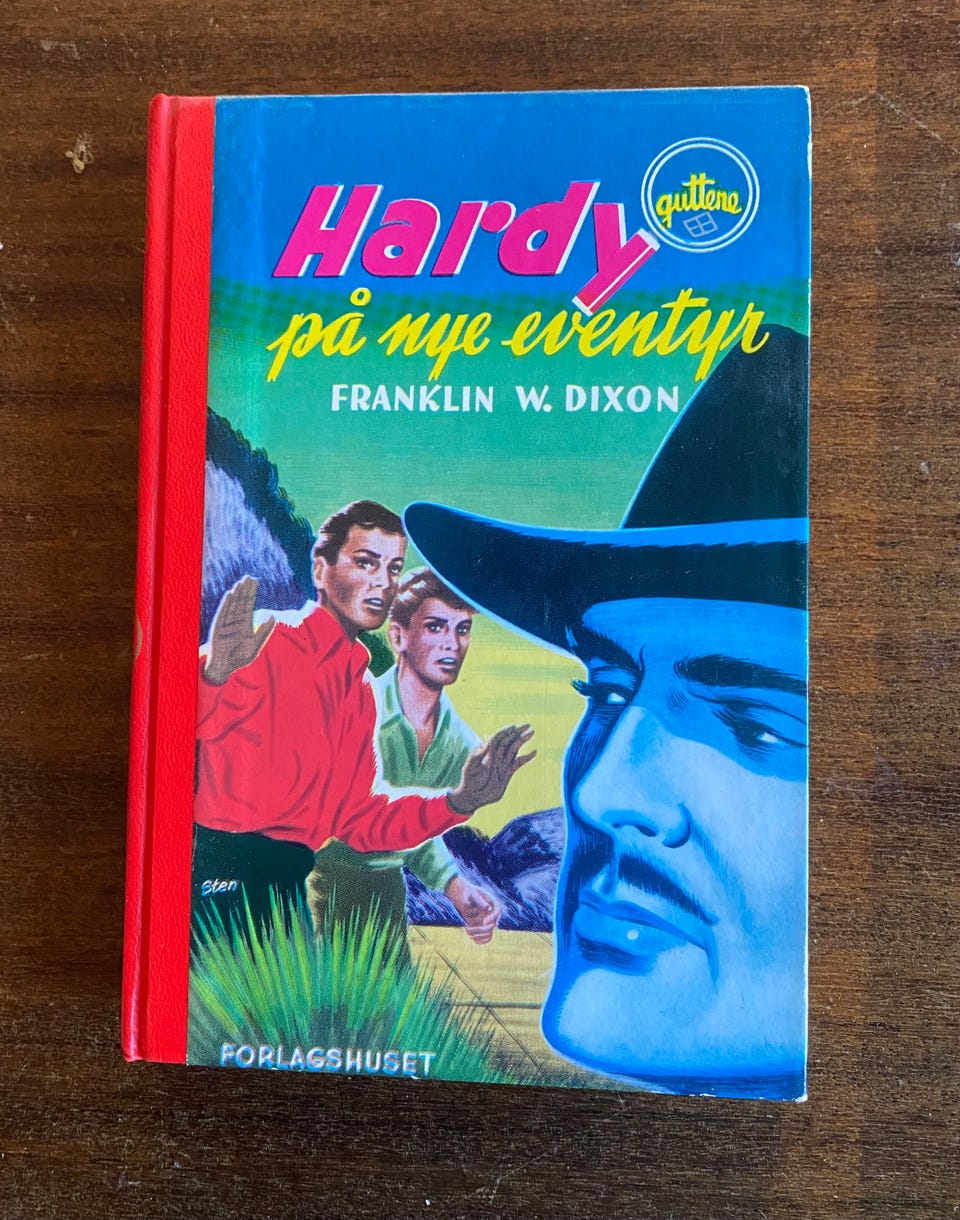 Hardy
guttene
på nye eventyr
FRANKLIN W. DIXON
Sten
FORLAGSHUSET